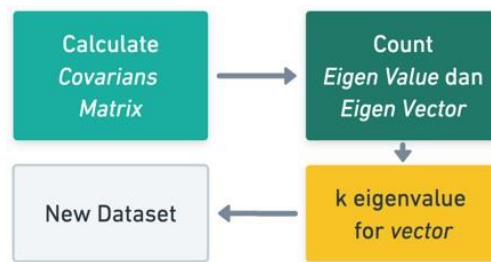 Calculate
Covarians
Matrix
Count
Eigen Value dan
Eigen Vector
k eigenvalue
for vector
New Dataset